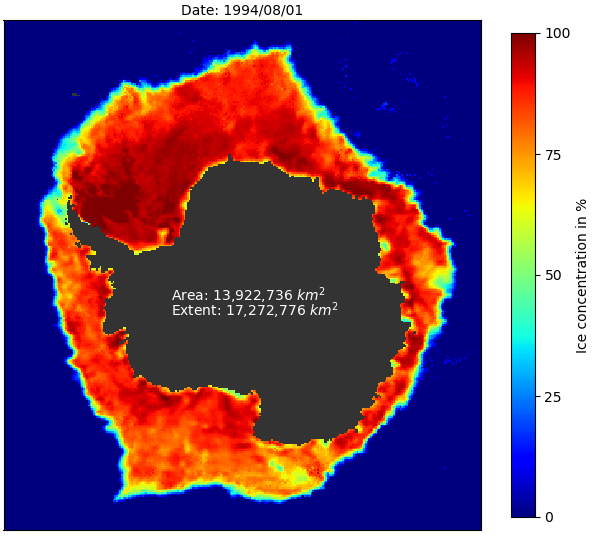 Date: 1994/08/01
Area: 13,922,736 km²
Extent: 17,272,776 km²
100
75
50
25
0
Ice concentration in %